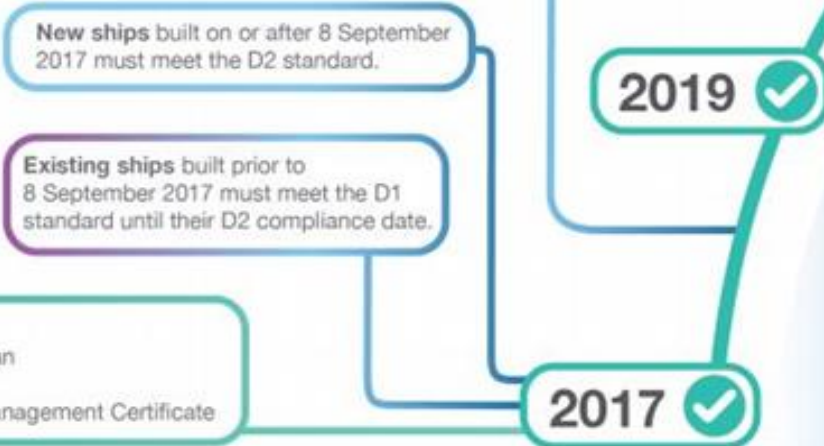 New ships built on or after 8 September
2017 must meet the D2 standard.
2019
Existing ships built prior to
8 September 2017 must meet the D1
standard until their D2 compliance date.
Management Certificate
2017